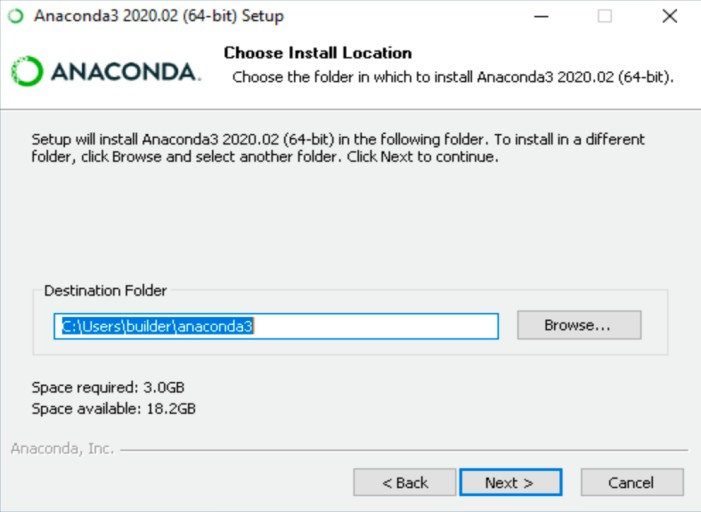 Anaconda3 2020.02 (64-bit) Setup
ANACONDA.
Choose Install Location
Choose the folder in which to install Anaconda3 2020.02 (64-bit).
Setup will install Anaconda3 2020.02 (64-bit) in the following folder. To install in a different
folder, click Browse and select another folder. Click Next to continue.
Destination Folder
C:\Users\builder\anaconda3
Browse...
Space required: 3.0GB
Space available: 18.2GB
Anaconda, Inc.
< Back
Next >
Cancel